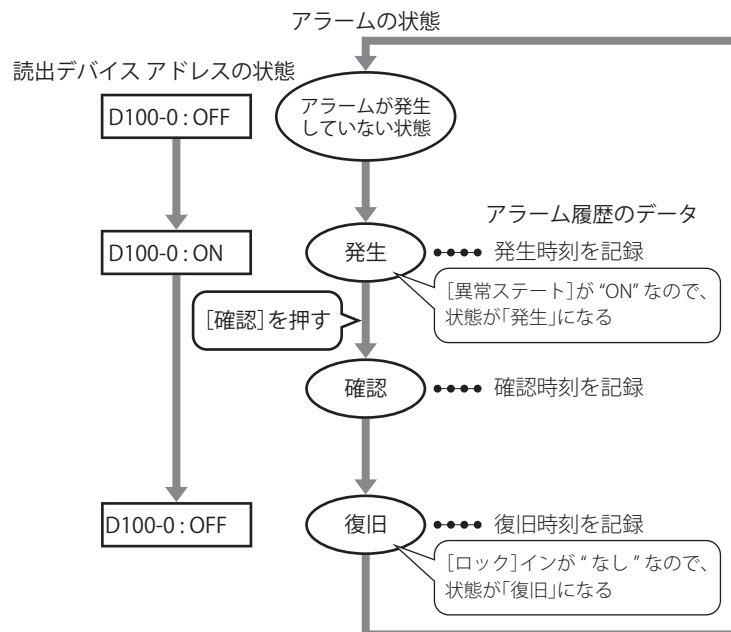 アラームの状態
読出デバイス アドレスの状態
D100-0 : OFF
アラームが発生
していない状態
アラーム履歴のデータ
D100-0 : ON
発生
発生時刻を記録
[異常ステート]が “ON” なので、
状態が「発生」になる
[確認]を押す
確認
確認時刻を記録
D100-0 : OFF
復旧
復旧時刻を記録
[ロック]インが “ なし ” なので、
状態が「復旧」になる